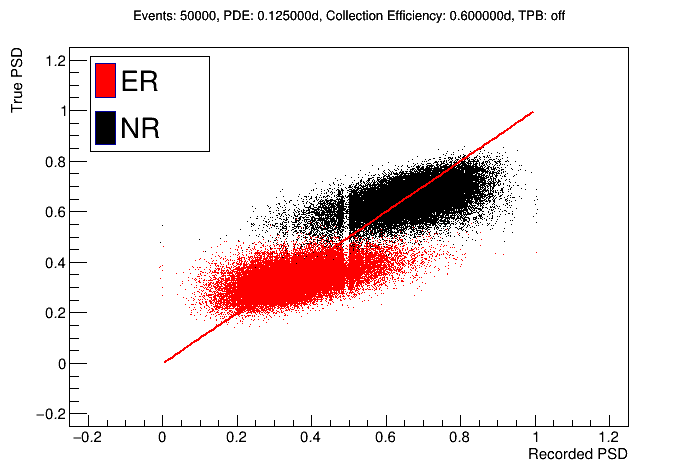 Events: 50000, PDE: 0.125000d, Collection Efficiency: 0.600000d, TPB: off
True PSD
1.2
1
0.8
0.6
0.4
0.2
0
−0.2
ER
NR
−0.2 0 0.2 0.4 0.6 0.8 1 1.2
Recorded PSD